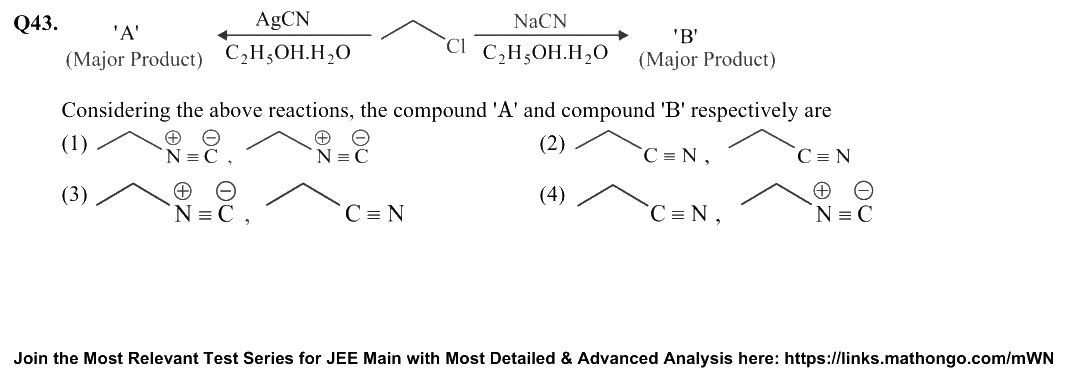 Q43. 'A' AgCN Cl NaCN 'B'
(Major Product) C₂H₅OH.H₂O C₂H₅OH.H₂O (Major Product)
Considering the above reactions, the compound 'A' and compound 'B' respectively are
(1) N ≡ C , N ≡ C (2) C ≡ N , C ≡ N
(3) N ≡ C , C ≡ N (4) C ≡ N , N ≡ C
Join the Most Relevant Test Series for JEE Main with Most Detailed & Advanced Analysis here: https://links.mathongo.com/mWN